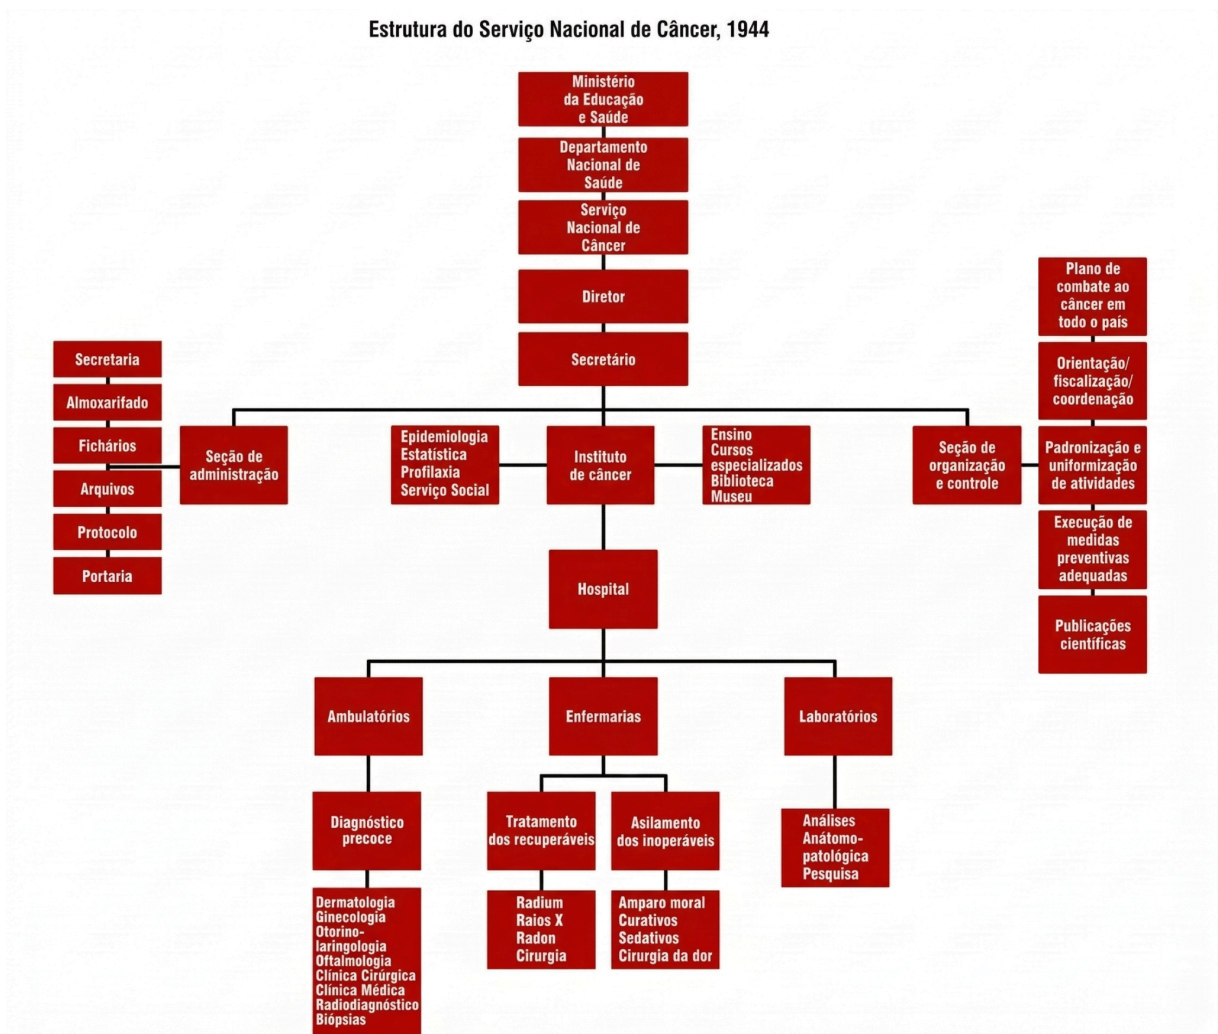 Estrutura do Serviço Nacional de Câncer, 1944
Ministério
da Educação
e Saúde
Departamento
Nacional de
Saúde
Serviço
Nacional de
Câncer
Diretor
Secretário
Secretaria
Almoxarifado
Fichários
Arquivos
Protocolo
Portaria
Seção de
administração
Epidemiologia
Estatística
Profilaxia
Serviço Social
Instituto
de câncer
Ensino
Cursos
especializados
Biblioteca
Museu
Seção de
organização
e controle
Plano de
combate ao
câncer em
todo o país
Orientação/
fiscalização/
coordenação
Padronização e
uniformização
de atividades
Execução de
medidas
preventivas
adequadas
Publicações
científicas
Hospital
Ambulatórios
Enfermarias
Laboratórios
Diagnóstico
precoce
Tratamento
dos recuperáveis
Asilamento
dos inoperáveis
Análises
Anátomo-
patológica
Pesquisa
Dermatologia
Ginecologia
Otorino-
laringologia
Oftalmologia
Clínica Cirúrgica
Clínica Médica
Radiodiagnóstico
Biópsias
Radium
Raios X
Radon
Cirurgia
Amparo moral
Curativos
Sedativos
Cirurgia da dor